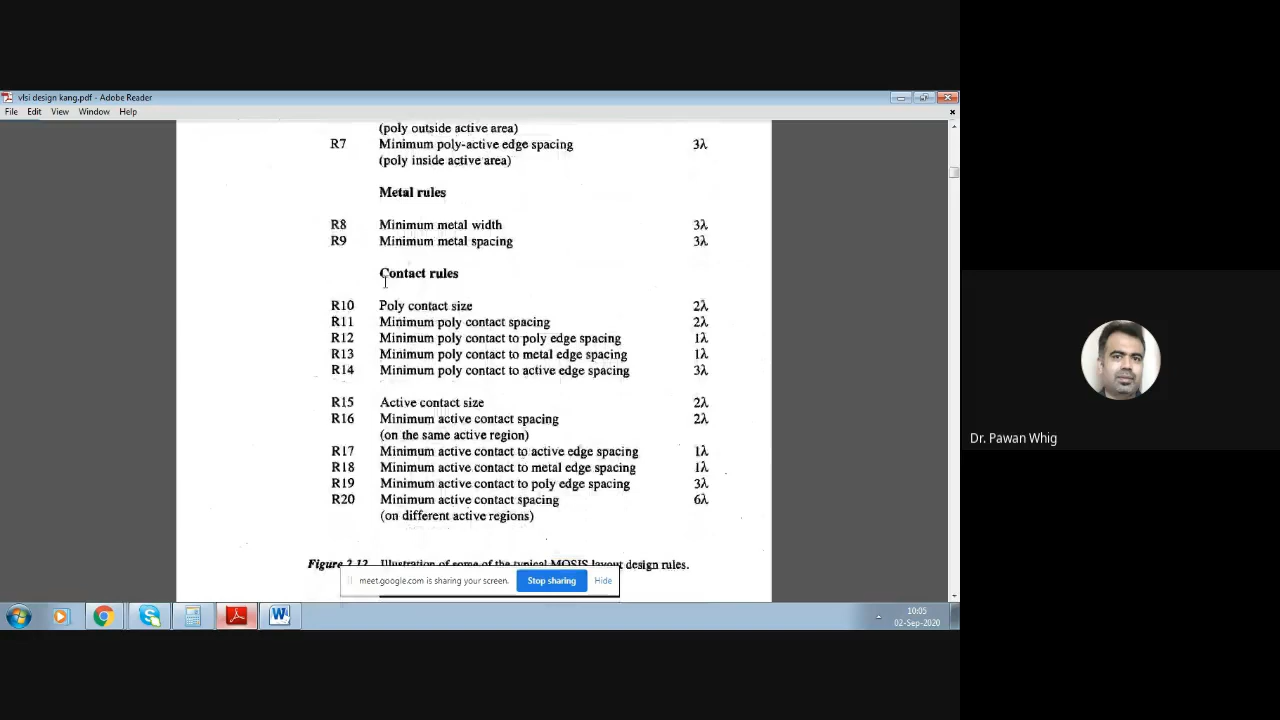 vlsi design kang.pdf - Adobe Reader
File Edit View Window Help
(poly outside active area)
R7 Minimum poly-active edge spacing 3λ
(poly inside active area)
Metal rules
R8 Minimum metal width 3λ
R9 Minimum metal spacing 3λ
Contact rules
R10 Poly contact size 2λ
R11 Minimum poly contact spacing 2λ
R12 Minimum poly contact to poly edge spacing 1λ
R13 Minimum poly contact to metal edge spacing 1λ
R14 Minimum poly contact to active edge spacing 3λ
R15 Active contact size 2λ
R16 Minimum active contact spacing 2λ
(on the same active region)
R17 Minimum active contact to active edge spacing 1λ
R18 Minimum active contact to metal edge spacing 1λ
R19 Minimum active contact to poly edge spacing 3λ
R20 Minimum active contact spacing 6λ
(on different active regions)
Figure 2.12 Illustration of some of the typical MOSIS layout design rules.
meet.google.com is sharing your screen. Stop sharing Hide
10:05
02-Sep-2020
Dr. Pawan Whig